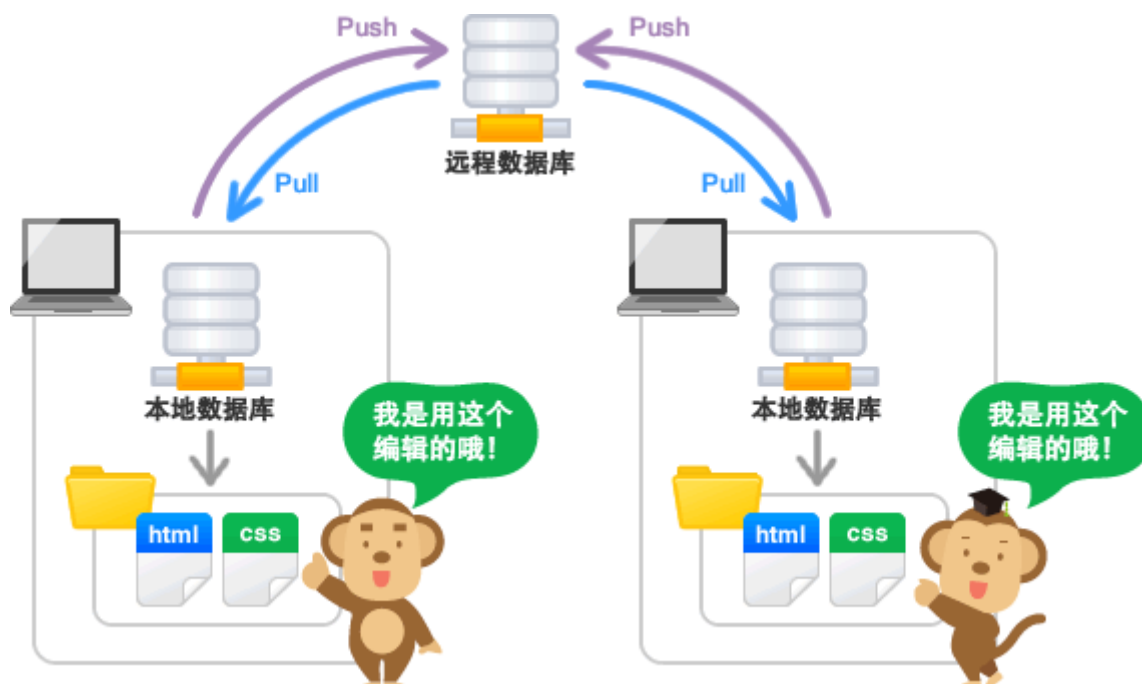 Push
Push
远程数据库
Pull
Pull
本地数据库
本地数据库
我是用这个
编辑的哦!
我是用这个
编辑的哦!
html
css
html
css